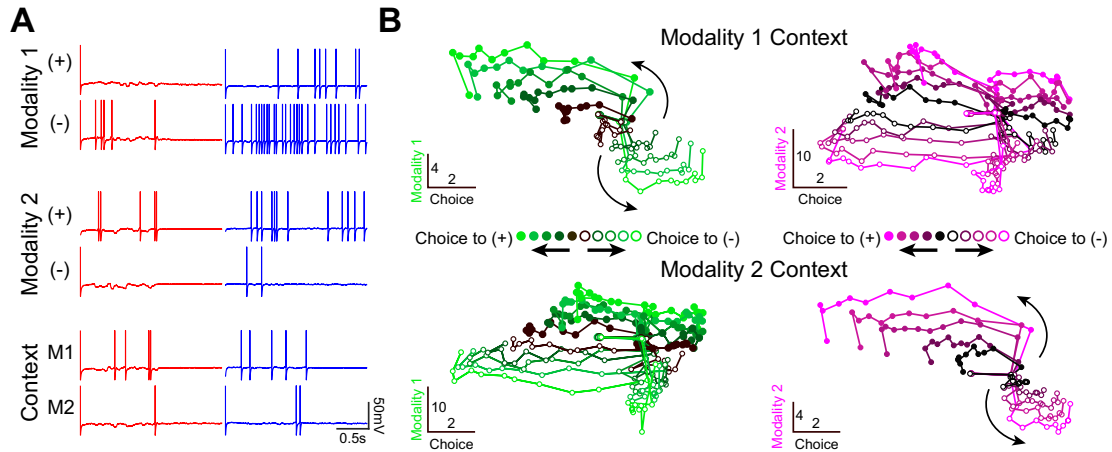 A
B
Modality 1
(+)
(-)
Modality 2
(+)
(-)
Context
M1
M2
50mV
0.5s
Modality 1 Context
Modality 1
4
2
Choice
Modality 2
10
2
Choice
Choice to (+)
Choice to (-)
Choice to (+)
Choice to (-)
Modality 2 Context
Modality 1
10
2
Choice
Modality 2
4
2
Choice